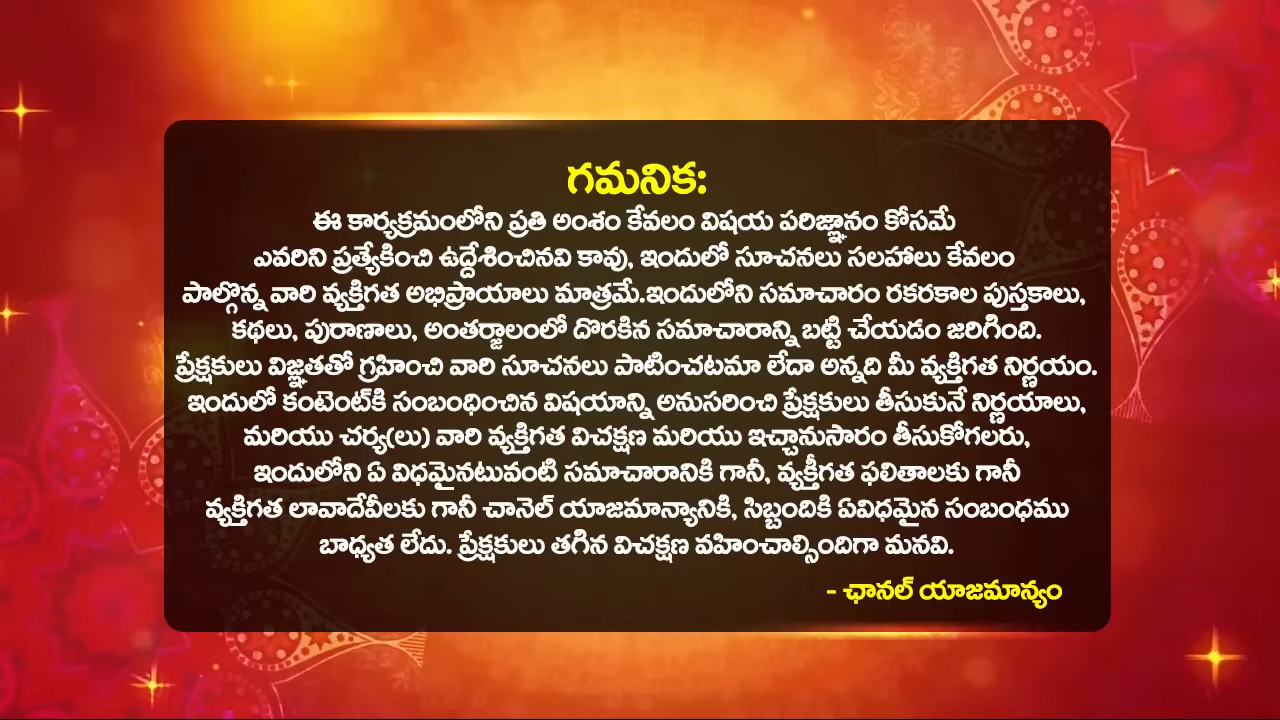 గమనిక:
ఈ కార్యక్రమంలోని ప్రతి అంశం కేవలం విషయ పరిజ్ఞానం కోసమే
ఎవరిని ప్రత్యేకించి ఉద్దేశించినవి కావు, ఇందులో సూచనలు సలహాలు కేవలం
పాల్గొన్న వారి వ్యక్తిగత అభిప్రాయాలు మాత్రమే.ఇందులోని సమాచారం రకరకాల పుస్తకాలు,
కథలు, పురాణాలు, అంతర్జాలంలో దొరకిన సమాచారాన్ని బట్టి చేయడం జరిగింది.
ప్రేక్షకులు విజ్ఞతతో గ్రహించి వారి సూచనలు పాటించటమా లేదా అన్నది మీ వ్యక్తిగత నిర్ణయం.
ఇందులో కంటెంట్‌కి సంబంధించిన విషయాన్ని అనుసరించి ప్రేక్షకులు తీసుకునే నిర్ణయాలు,
మరియు చర్య(లు) వారి వ్యక్తిగత విచక్షణ మరియు ఇచ్చానుసారం తీసుకోగలరు,
ఇందులోని ఏ విధమైనటువంటి సమాచారానికి గానీ, వ్యక్తీగత ఫలితాలకు గానీ
వ్యక్తిగత లావాదేవీలకు గానీ చానెల్ యాజమాన్యానికి, సిబ్బందికి ఏవిధమైన సంబంధము
బాధ్యత లేదు. ప్రేక్షకులు తగిన విచక్షణ వహించాల్సిందిగా మనవి.
- ఛానల్ యాజమాన్యం